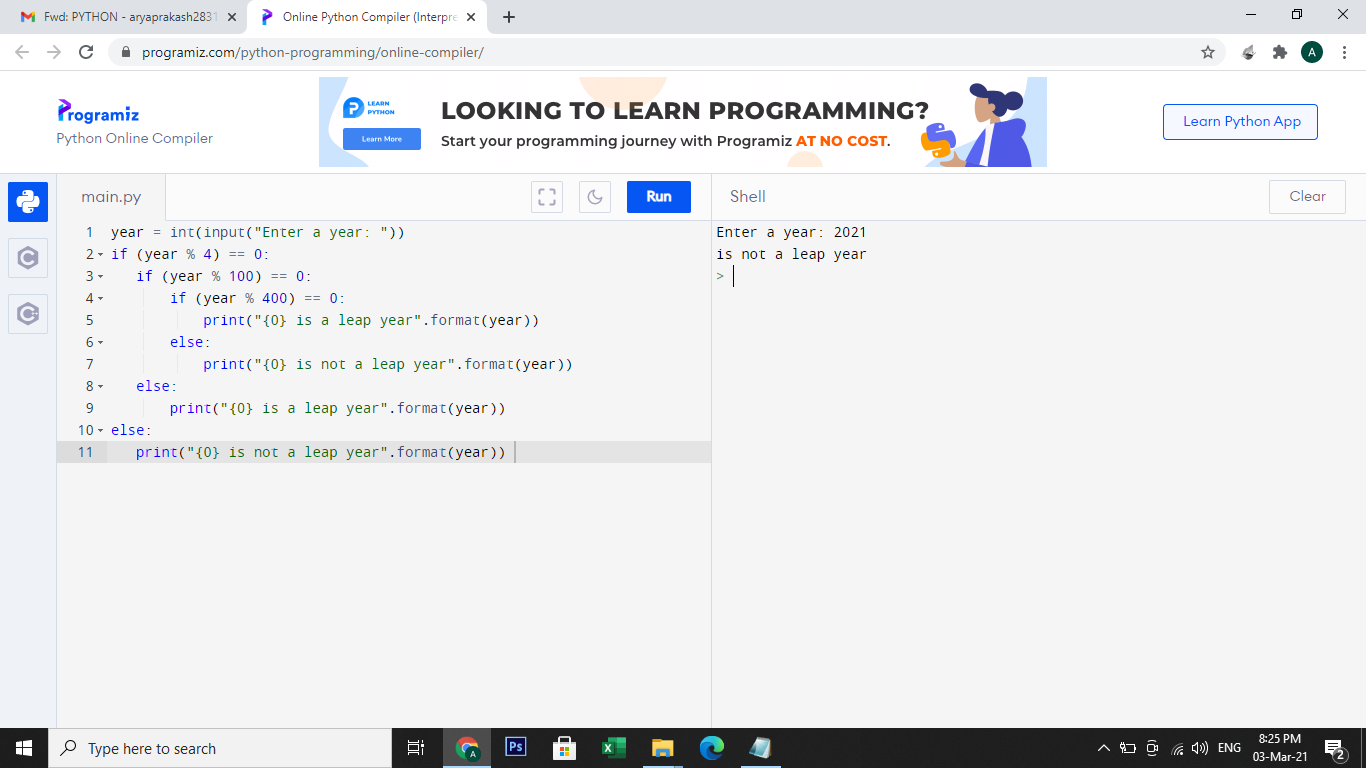 Fwd: PYTHON - aryaprakash2831
Online Python Compiler (Interpre
programiz.com/python-programming/online-compiler/
A
Programiz
Python Online Compiler
LEARN
PYTHON
Learn More
LOOKING TO LEARN PROGRAMMING?
Start your programming journey with Programiz AT NO COST.
Learn Python App
main.py
Run
Shell
Clear
1 year = int(input("Enter a year: "))
2 if (year % 4) == 0:
3 if (year % 100) == 0:
4 if (year % 400) == 0:
5 print("{0} is a leap year".format(year))
6 else:
7 print("{0} is not a leap year".format(year))
8 else:
9 print("{0} is a leap year".format(year))
10 else:
11 print("{0} is not a leap year".format(year))
Enter a year: 2021
is not a leap year
>
Type here to search
A
Ps
ENG
8:25 PM
03-Mar-21
2